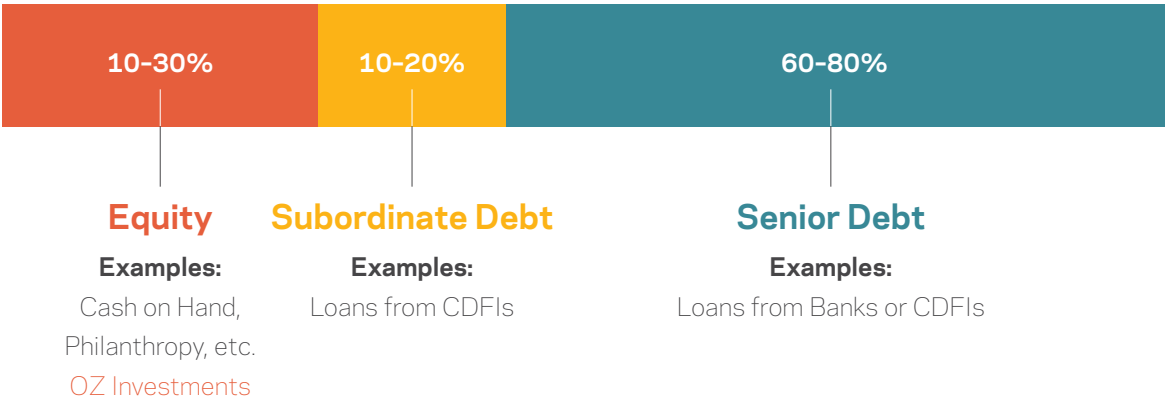 10-30%
10-20%
60-80%
Equity
Examples:
Cash on Hand,
Philanthropy, etc.
OZ Investments
Subordinate Debt
Examples:
Loans from CDFIs
Senior Debt
Examples:
Loans from Banks or CDFIs